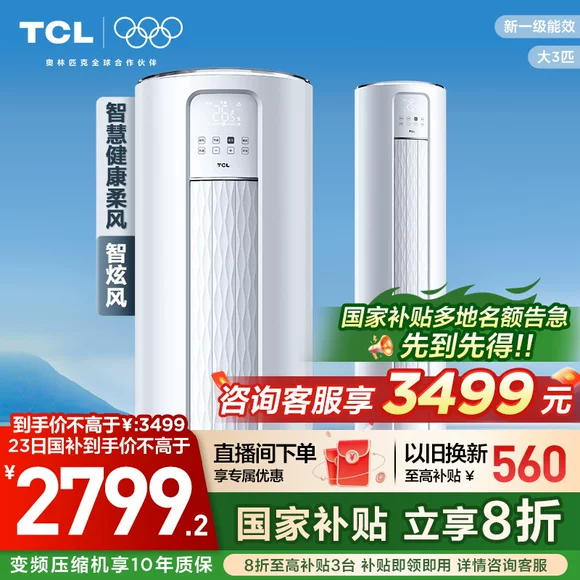 TCL
奥林匹克全球合作伙伴
新一级能效
大3匹
智慧健康柔风
智炫风
TCL
国家补贴多地名额告急
先到先得!!
咨询客服享3499元
到手价不高于¥:3499
23日国补到手价不高于
¥2799.2
变频压缩机享10年质保
直播间下单
享专属优惠
以旧换新
至高补贴¥560
国家补贴 立享8折
8折至高补贴3台 补贴即领即用 详情咨询客服